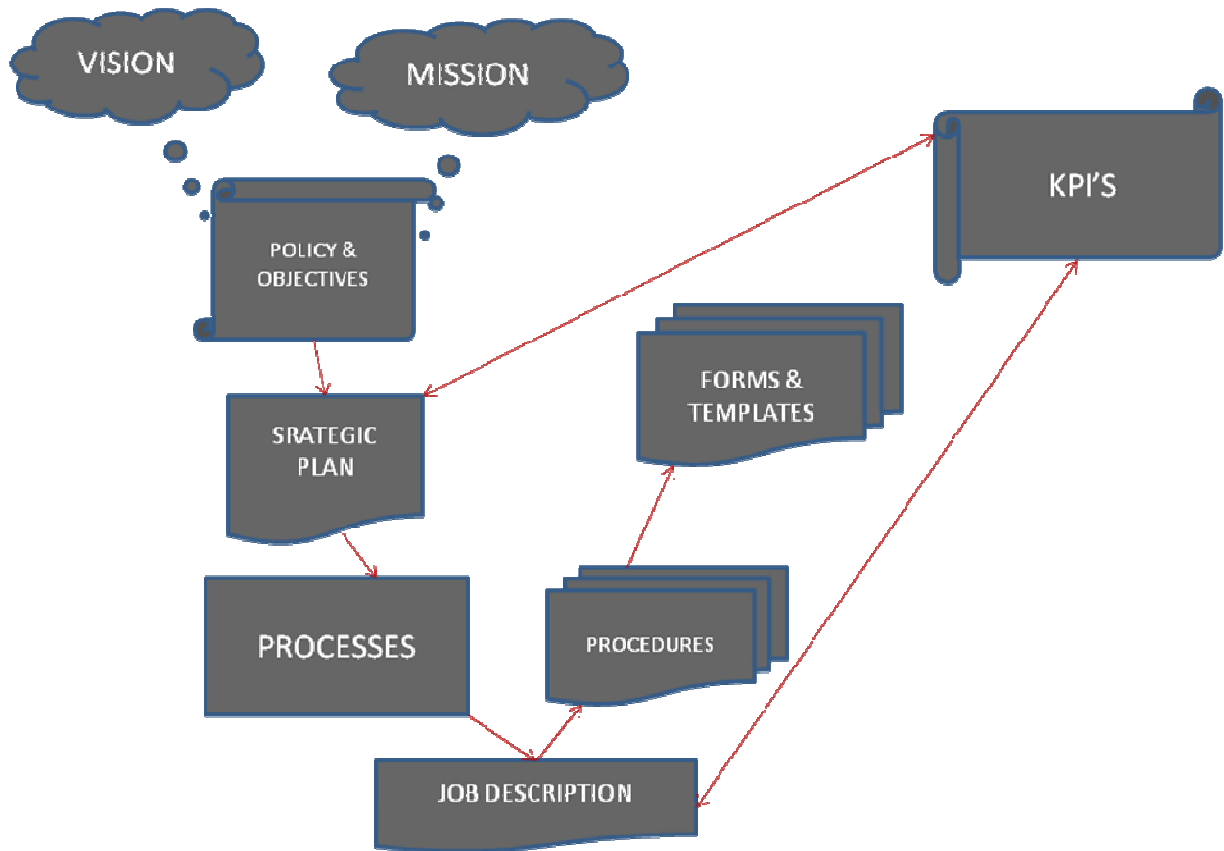 VISION
MISSION
KPI'S
POLICY &
OBJECTIVES
FORMS &
TEMPLATES
SRATEGIC
PLAN
PROCESSES
PROCEDURES
JOB DESCRIPTION